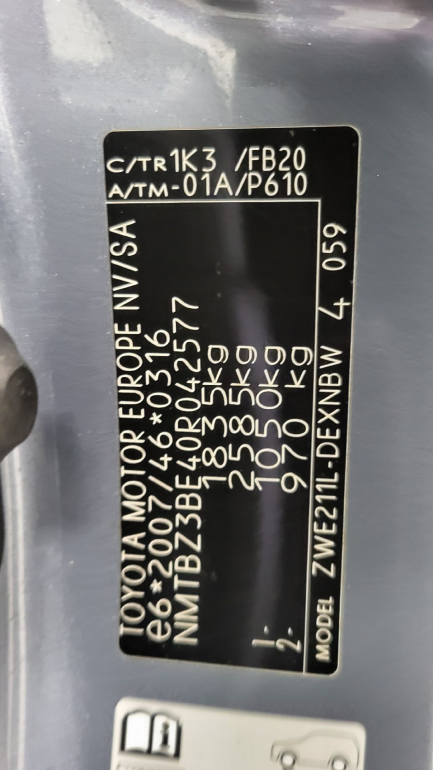 TOYOTA MOTOR EUROPE NV/SA
e6*2007/46*0316
NMTBZ3BE40R042577
1835kg
2585kg
1- 1050kg
2- 970 kg
MODEL ZWE211L-DEXNBW 4 059
C/TR 1K3 /FB20
A/TM -01A/P610